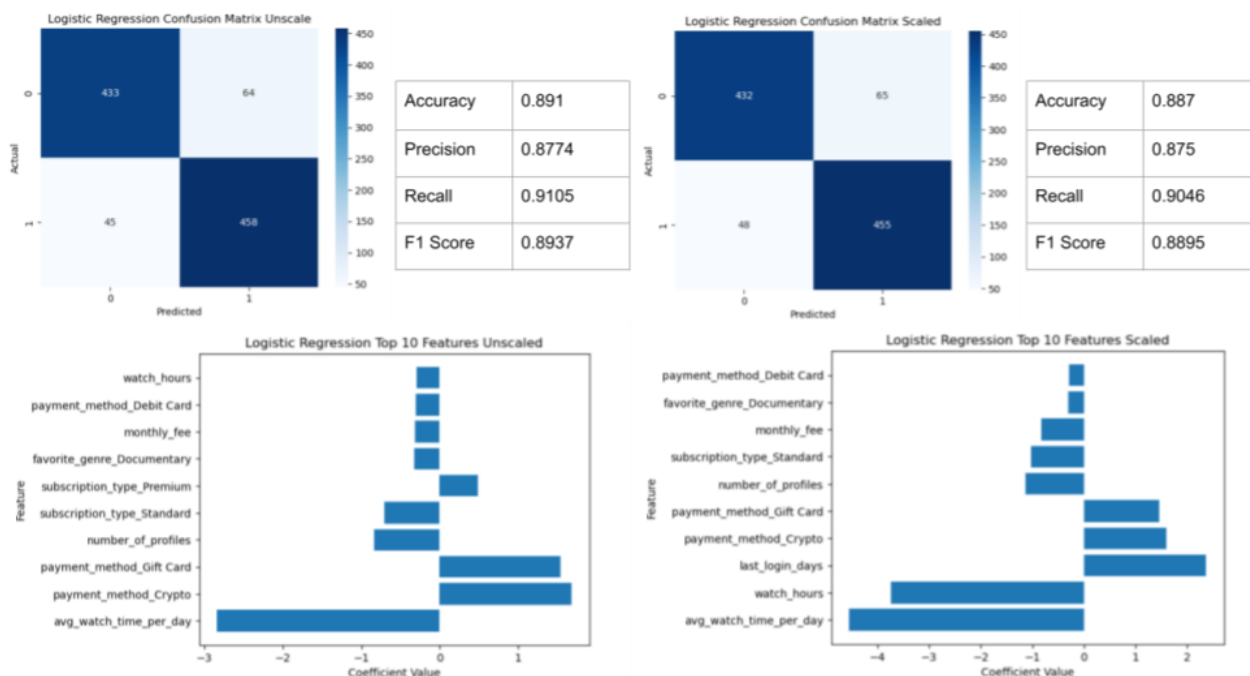 Logistic Regression Confusion Matrix Unscale
0
433
64
1
45
458
Actual
0
1
Predicted
450
400
350
300
250
200
150
100
50
Accuracy 0.891
Precision 0.8774
Recall 0.9105
F1 Score 0.8937
Logistic Regression Confusion Matrix Scaled
0
432
65
1
48
455
Actual
0
1
Predicted
450
400
350
300
250
200
150
100
50
Accuracy 0.887
Precision 0.875
Recall 0.9046
F1 Score 0.8895
Logistic Regression Top 10 Features Unscaled
watch_hours
payment_method_Debit Card
monthly_fee
favorite_genre_Documentary
subscription_type_Premium
subscription_type_Standard
number_of_profiles
payment_method_Gift Card
payment_method_Crypto
avg_watch_time_per_day
Feature
−3 −2 −1 0 1
Coefficient Value
Logistic Regression Top 10 Features Scaled
payment_method_Debit Card
favorite_genre_Documentary
monthly_fee
subscription_type_Standard
number_of_profiles
payment_method_Gift Card
payment_method_Crypto
last_login_days
watch_hours
avg_watch_time_per_day
Feature
−4 −3 −2 −1 0 1 2
Coefficient Value